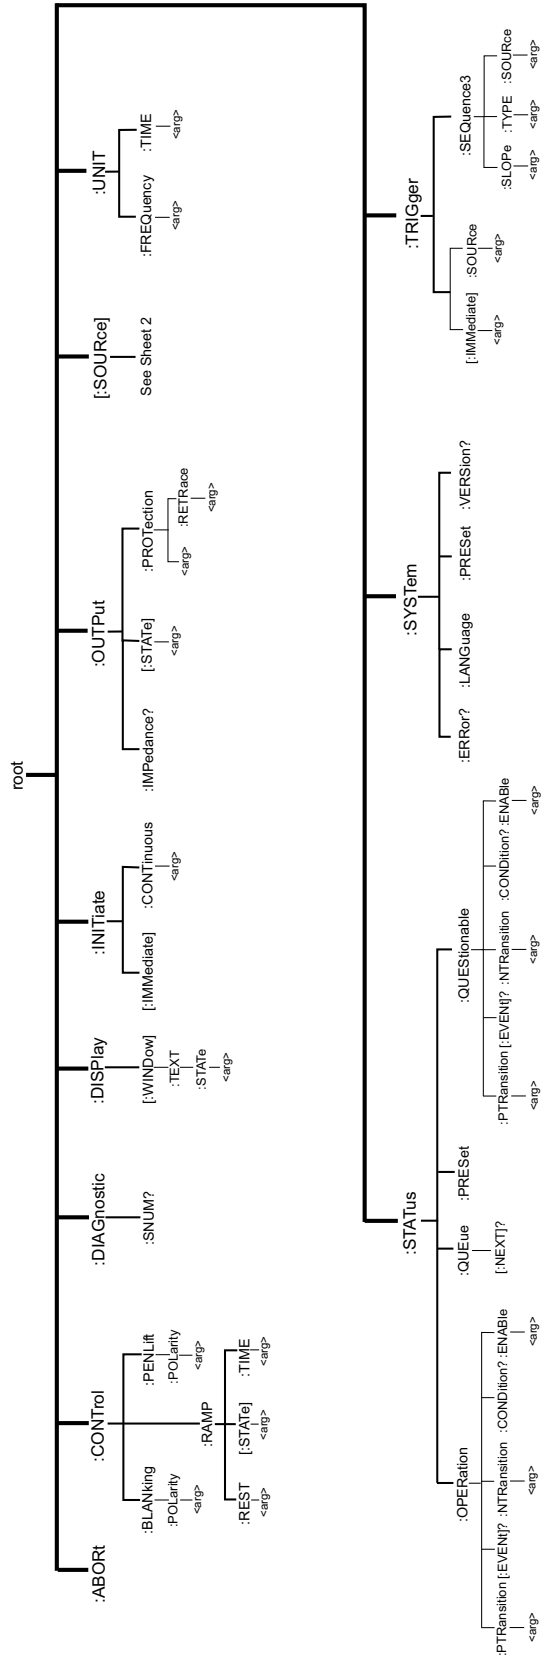 root
:ABORt
:CONTrol
:DIAGnostic
:DISPlay
:INITiate
:OUTPut
[:SOURce]
:UNIT
:BLANking
:PENLift
:SNUM?
[:WINDow]
[:IMMediate]
:CONTinuous
:IMPedance?
[:STATe]
:PROTection
See Sheet 2
:FREQuency
:TIME
:POLarity
:POLarity
:TEXT
<arg>
<arg>
<arg>
:RETRace
<arg>
<arg>
<arg>
<arg>
:STATe
<arg>
:RAMP
<arg>
:REST
[:STATe]
:TIME
<arg>
<arg>
<arg>
:STATus
:SYSTem
:TRIGger
:OPERation
:QUEue
:PRESet
:QUEStionable
:ERRor?
:LANGuage
:PRESet
:VERSion?
[:IMMediate]
:SOURce
:SEQuence3
[:NEXT]?
<arg>
<arg>
:SLOPe
:TYPE
:SOURce
<arg>
<arg>
<arg>
:PTRansition [:EVENt]? :NTRansition :CONDition? :ENABle
<arg>
<arg>
<arg>
:PTRansition [:EVENt]? :NTRansition :CONDition? :ENABle
<arg>
<arg>
<arg>